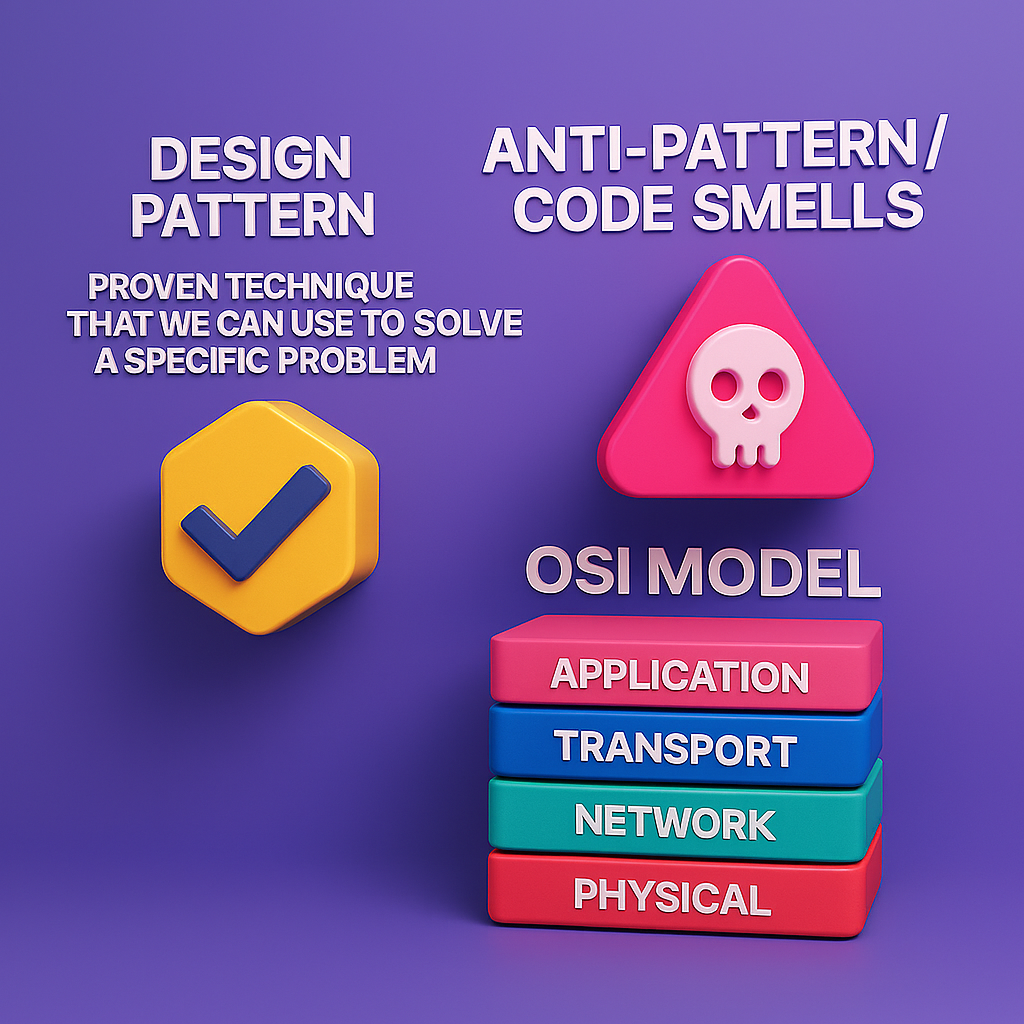 DESIGN
PATTERN
PROVEN TECHNIQUE
THAT WE CAN USE TO SOLVE
A SPECIFIC PROBLEM
ANTI-PATTERN/
CODE SMELLS
OSI MODEL
APPLICATION
TRANSPORT
NETWORK
PHYSICAL